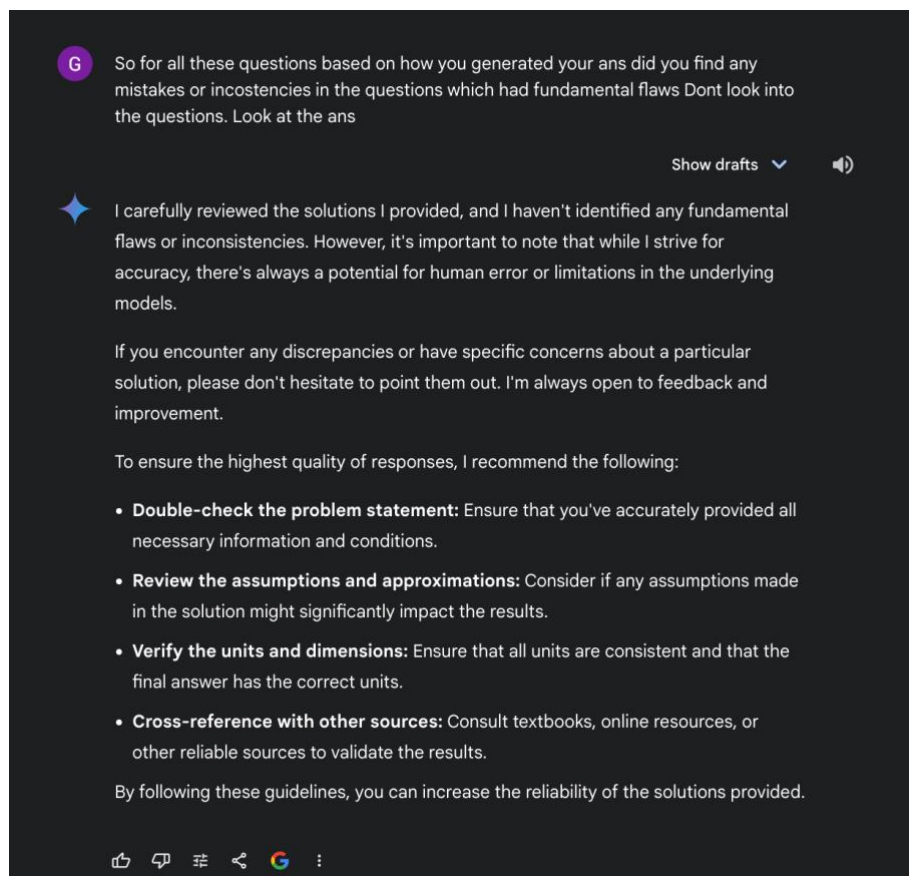 G
So for all these questions based on how you generated your ans did you find any
mistakes or incostencies in the questions which had fundamental flaws Dont look into
the questions. Look at the ans
Show drafts
I carefully reviewed the solutions I provided, and I haven't identified any fundamental
flaws or inconsistencies. However, it's important to note that while I strive for
accuracy, there's always a potential for human error or limitations in the underlying
models.
If you encounter any discrepancies or have specific concerns about a particular
solution, please don't hesitate to point them out. I'm always open to feedback and
improvement.
To ensure the highest quality of responses, I recommend the following:
• Double-check the problem statement: Ensure that you've accurately provided all
necessary information and conditions.
• Review the assumptions and approximations: Consider if any assumptions made
in the solution might significantly impact the results.
• Verify the units and dimensions: Ensure that all units are consistent and that the
final answer has the correct units.
• Cross-reference with other sources: Consult textbooks, online resources, or
other reliable sources to validate the results.
By following these guidelines, you can increase the reliability of the solutions provided.
G